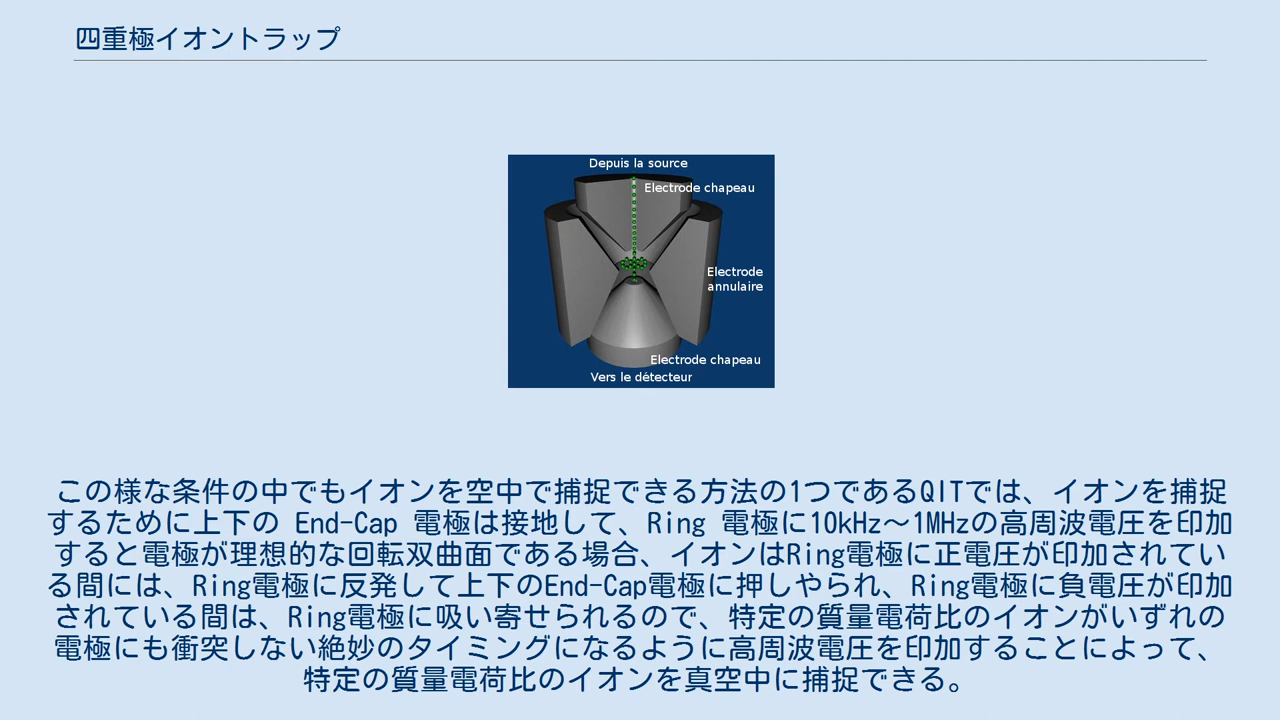 四重極イオントラップ
Depuis la source
Electrode chapeau
Electrode
annulaire
Electrode chapeau
Vers le détecteur
この様な条件の中でもイオンを空中で捕捉できる方法の1つであるQITでは、イオンを捕捉
するために上下の End-Cap 電極は接地して、Ring 電極に10kHz〜1MHzの高周波電圧を印加
すると電極が理想的な回転双曲面である場合、イオンはRing電極に正電圧が印加されてい
る間には、Ring電極に反発して上下のEnd-Cap電極に押しやられ、Ring電極に負電圧が印加
されている間は、Ring電極に吸い寄せられるので、特定の質量電荷比のイオンがいずれの
電極にも衝突しない絶妙のタイミングになるように高周波電圧を印加することによって、
特定の質量電荷比のイオンを真空中に捕捉できる。